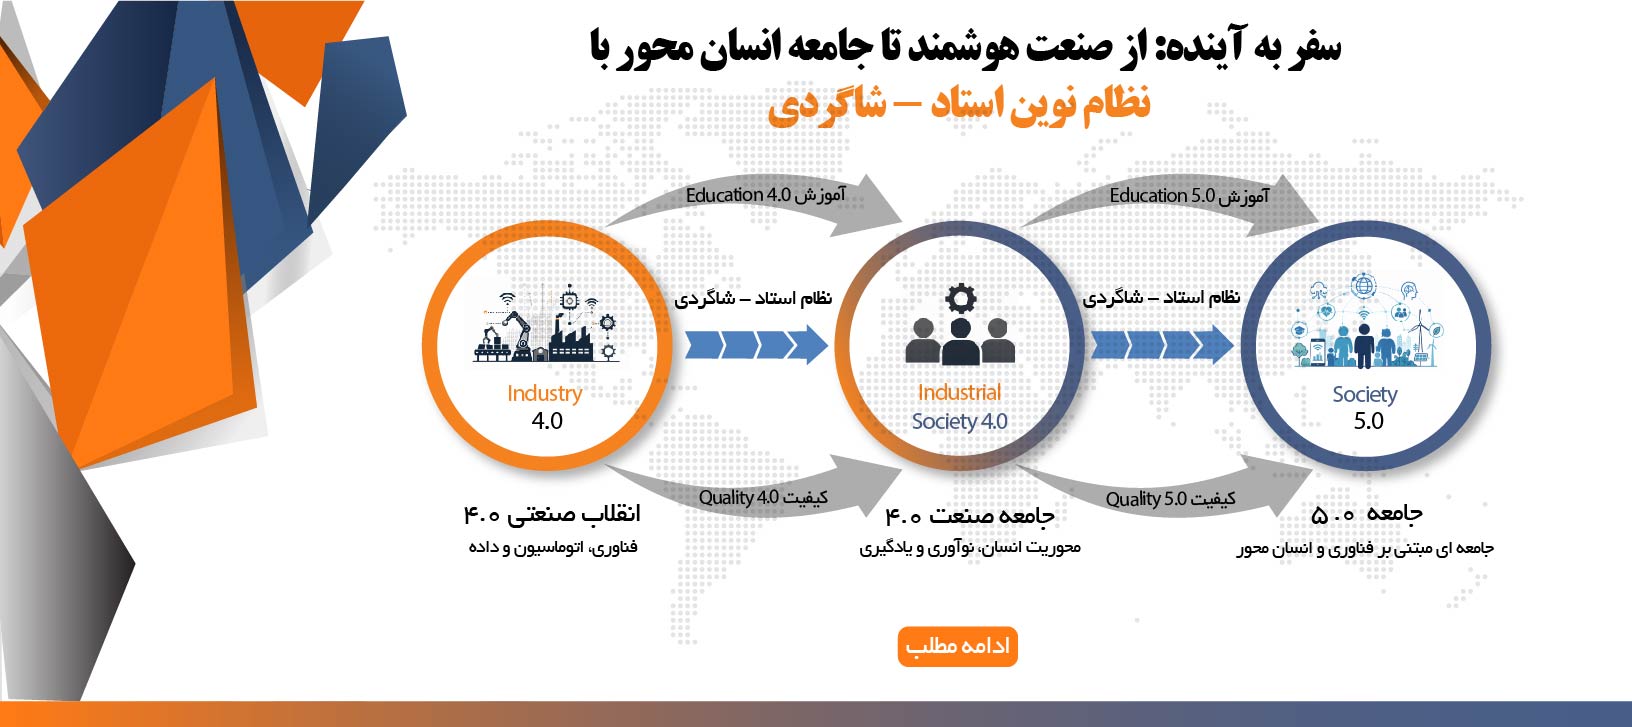 سفر به آینده: از صنعت هوشمند تا جامعه انسان محور با
نظام نوین استاد – شاگردی
آموزش Education 4.0
آموزش Education 5.0
نظام استاد – شاگردی
نظام استاد – شاگردی
Industry
4.0
Industrial
Society 4.0
Society
5.0
کیفیت Quality 4.0
کیفیت Quality 5.0
انقلاب صنعتی ۴.۰
فناوری، اتوماسیون و داده
جامعه صنعت ۴.۰
محوریت انسان، نوآوری و یادگیری
جامعه ۵.۰
جامعه ای مبتنی بر فناوری و انسان محور
ادامه مطلب